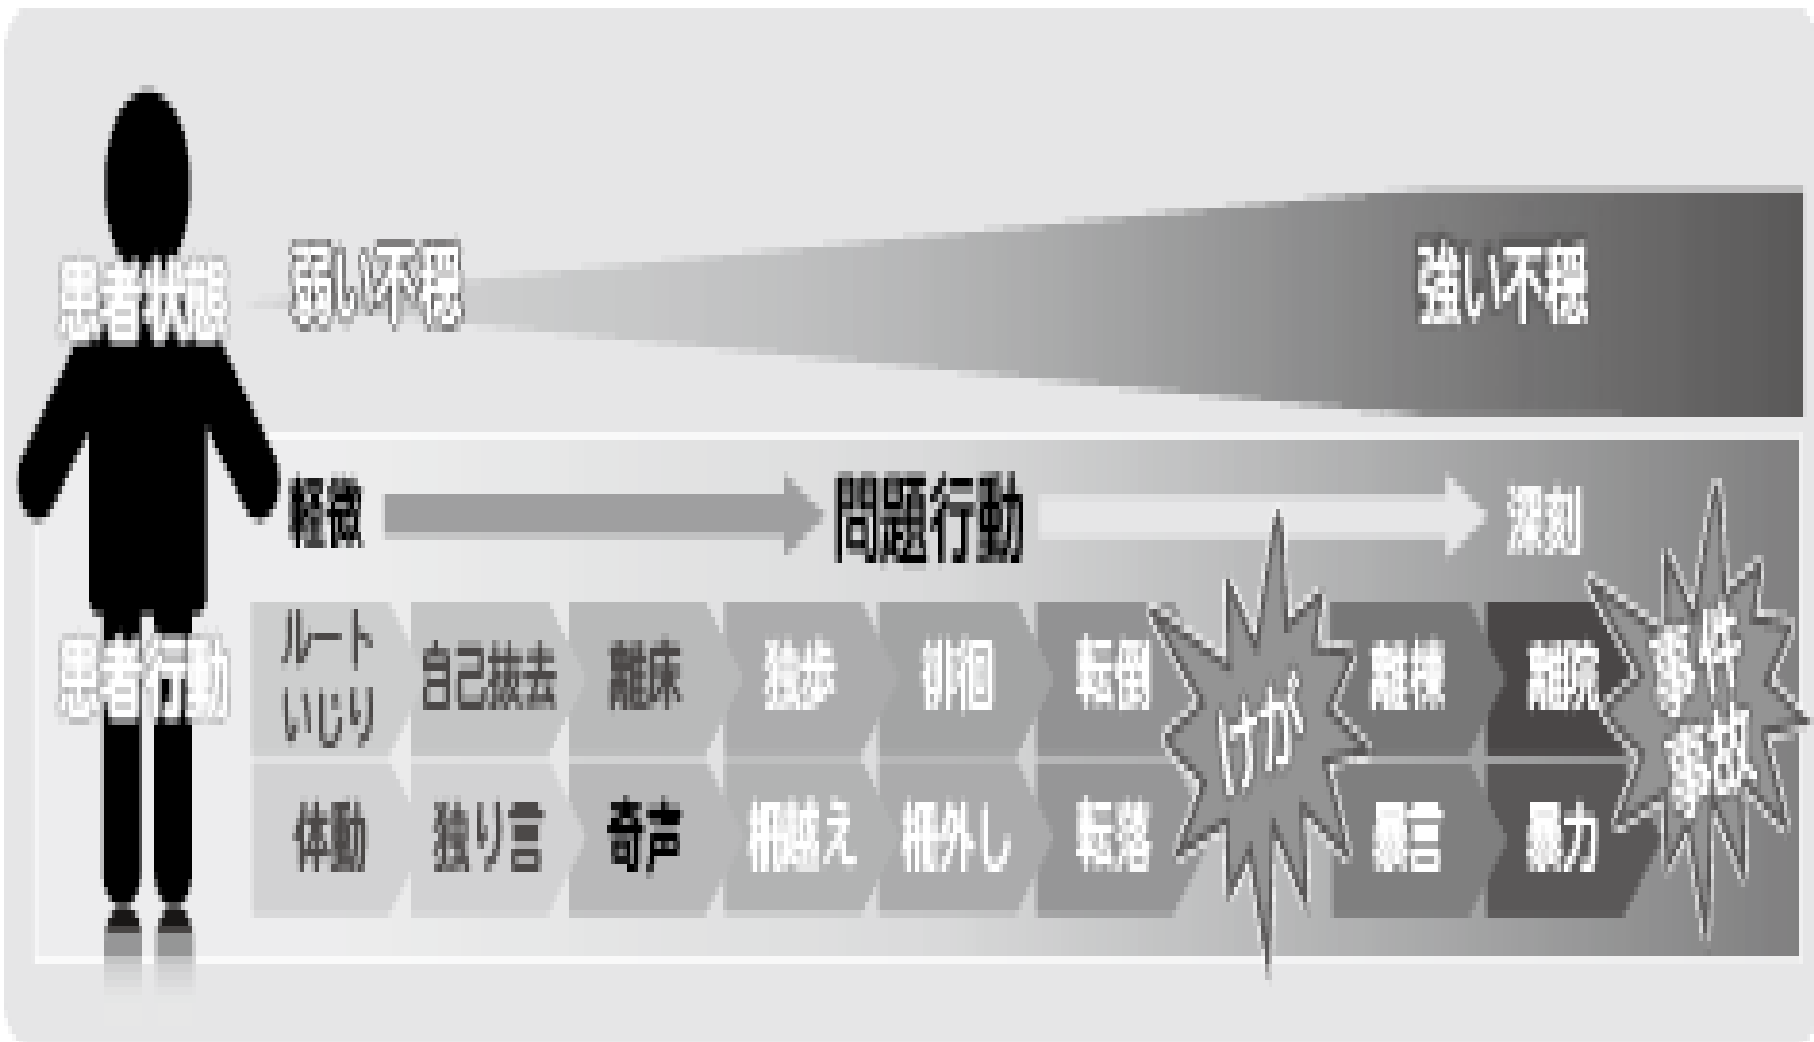 患者状態
弱い不穏
強い不穏
軽微
問題行動
深刻
患者行動
ルート
いじり
自己抜去
離床
独歩
徘徊
転倒
けが
離棟
離院
事件
事故
体動
独り言
奇声
柵越え
柵外し
転落
暴言
暴力